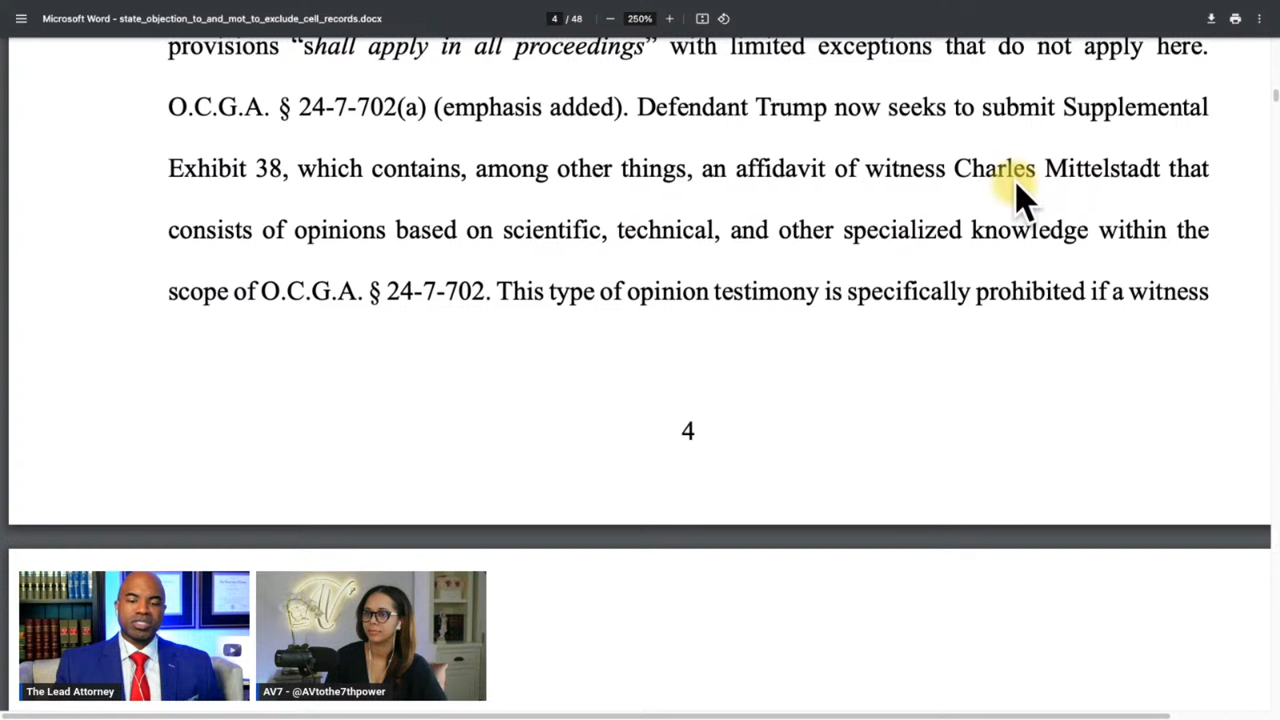 Microsoft Word - state_objection_to_and_mot_to_exclude_cell_records.docx
4 / 48
250%
provisions “shall apply in all proceedings” with limited exceptions that do not apply here.
O.C.G.A. § 24-7-702(a) (emphasis added). Defendant Trump now seeks to submit Supplemental
Exhibit 38, which contains, among other things, an affidavit of witness Charles Mittelstadt that
consists of opinions based on scientific, technical, and other specialized knowledge within the
scope of O.C.G.A. § 24-7-702. This type of opinion testimony is specifically prohibited if a witness
4
The Lead Attorney
AV7 - @AVtothe7thpower